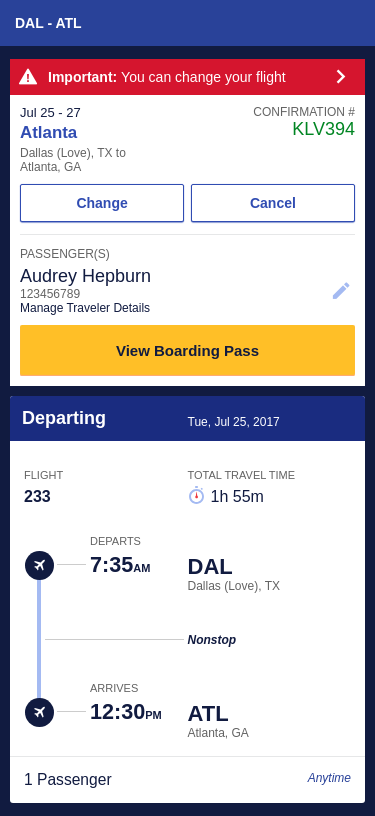 DAL - ATL
Important: You can change your flight
Jul 25 - 27
CONFIRMATION #
Atlanta
KLV394
Dallas (Love), TX to
Atlanta, GA
Change
Cancel
PASSENGER(S)
Audrey Hepburn
123456789
Manage Traveler Details
View Boarding Pass
Departing
Tue, Jul 25, 2017
FLIGHT
TOTAL TRAVEL TIME
233
1h 55m
DEPARTS
7:35AM
DAL
Dallas (Love), TX
Nonstop
ARRIVES
12:30PM
ATL
Atlanta, GA
1 Passenger
Anytime